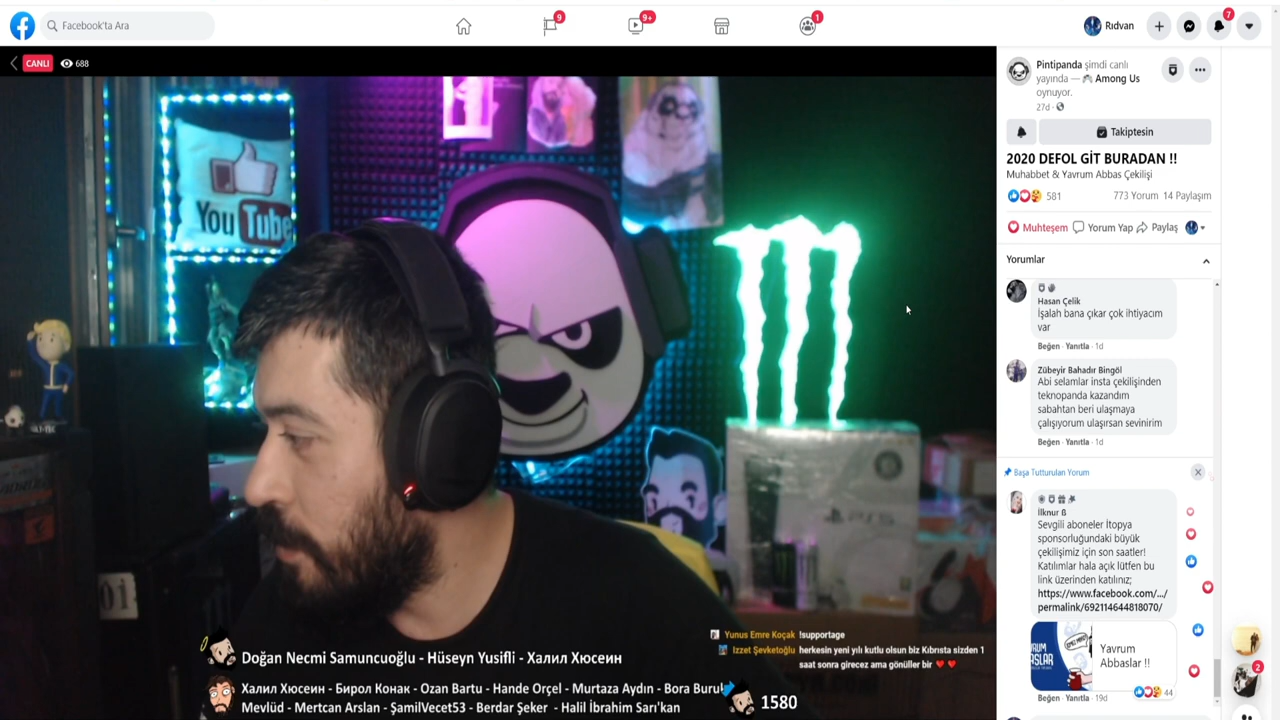 Facebook'ta Ara
9
9+
1
Rıdvan
7
CANLI
688
Pintipanda şimdi canlı
yayında — Among Us
oynuyor.
27d
Takiptesin
2020 DEFOL GİT BURADAN !!
Muhabbet & Yavrum Abbas Çekilişi
581
773 Yorum 14 Paylaşım
Muhteşem
Yorum Yap
Paylaş
Yorumlar
Hasan Çelik
İşalah bana çıkar çok ihtiyacım
var
Beğen · Yanıtla · 1d
Zübeyir Bahadır Bingöl
Abi selamlar insta çekilişinden
teknopanda kazandım
sabahtan beri ulaşmaya
çalışıyorum ulaşırsan sevinirim
Beğen · Yanıtla · 1d
Başa Tutturulan Yorum
İlknur ß
Sevgili aboneler İtopya
sponsorluğundaki büyük
çekilişimiz için son saatler!
Katılımlar hala açık lütfen bu
link üzerinden katılınız;
https://www.facebook.com/.../
permalink/692114644818070/
Yavrum
Abbaslar !!
Beğen · Yanıtla · 19d
44
2
You Tube
PS5
01
Yunus Emre Koçak !supportage
Izzet Şevketoğlu herkesin yeni yılı kutlu olsun biz Kıbrısta sizden 1
saat sonra girecez ama gönüller bir
Doğan Necmi Samuncuoğlu - Hüseyn Yusifli - Халил Хюсеин
Халил Хюсеин - Бирол Конак - Ozan Bartu - Hande Orçel - Murtaza Aydın - Bora Buruk
Mevlüd - Mertcan Arslan - ŞamilVecet53 - Berdar Şeker - Halil İbrahim Sarı'kan
1580